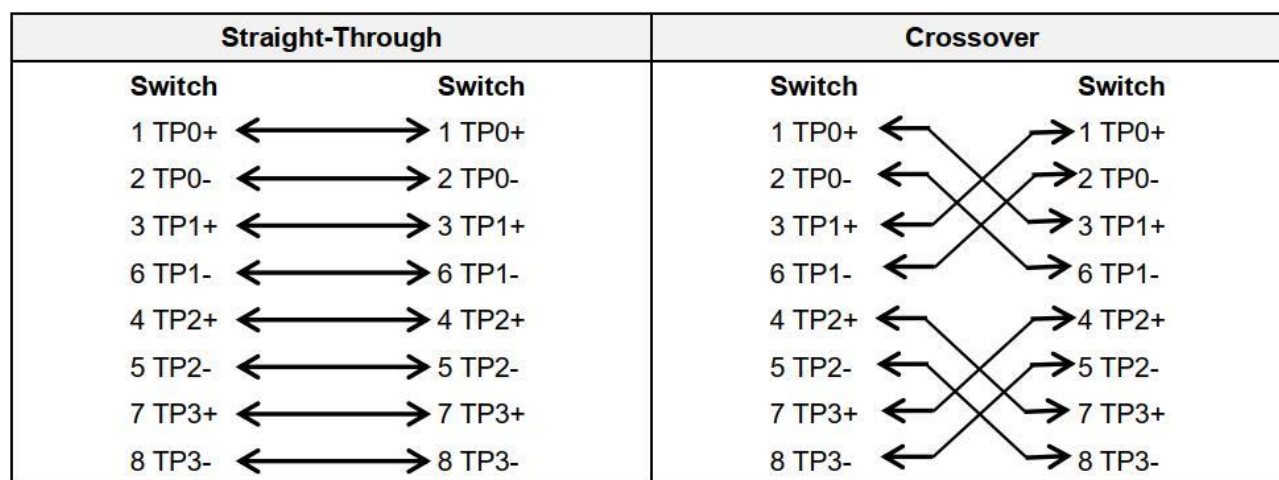 Straight-Through Crossover
Switch Switch Switch Switch
1 TP0+ 1 TP0+ 1 TP0+ 1 TP0+
2 TP0- 2 TP0- 2 TP0- 2 TP0-
3 TP1+ 3 TP1+ 3 TP1+ 3 TP1+
6 TP1- 6 TP1- 6 TP1- 6 TP1-
4 TP2+ 4 TP2+ 4 TP2+ 4 TP2+
5 TP2- 5 TP2- 5 TP2- 5 TP2-
7 TP3+ 7 TP3+ 7 TP3+ 7 TP3+
8 TP3- 8 TP3- 8 TP3- 8 TP3-